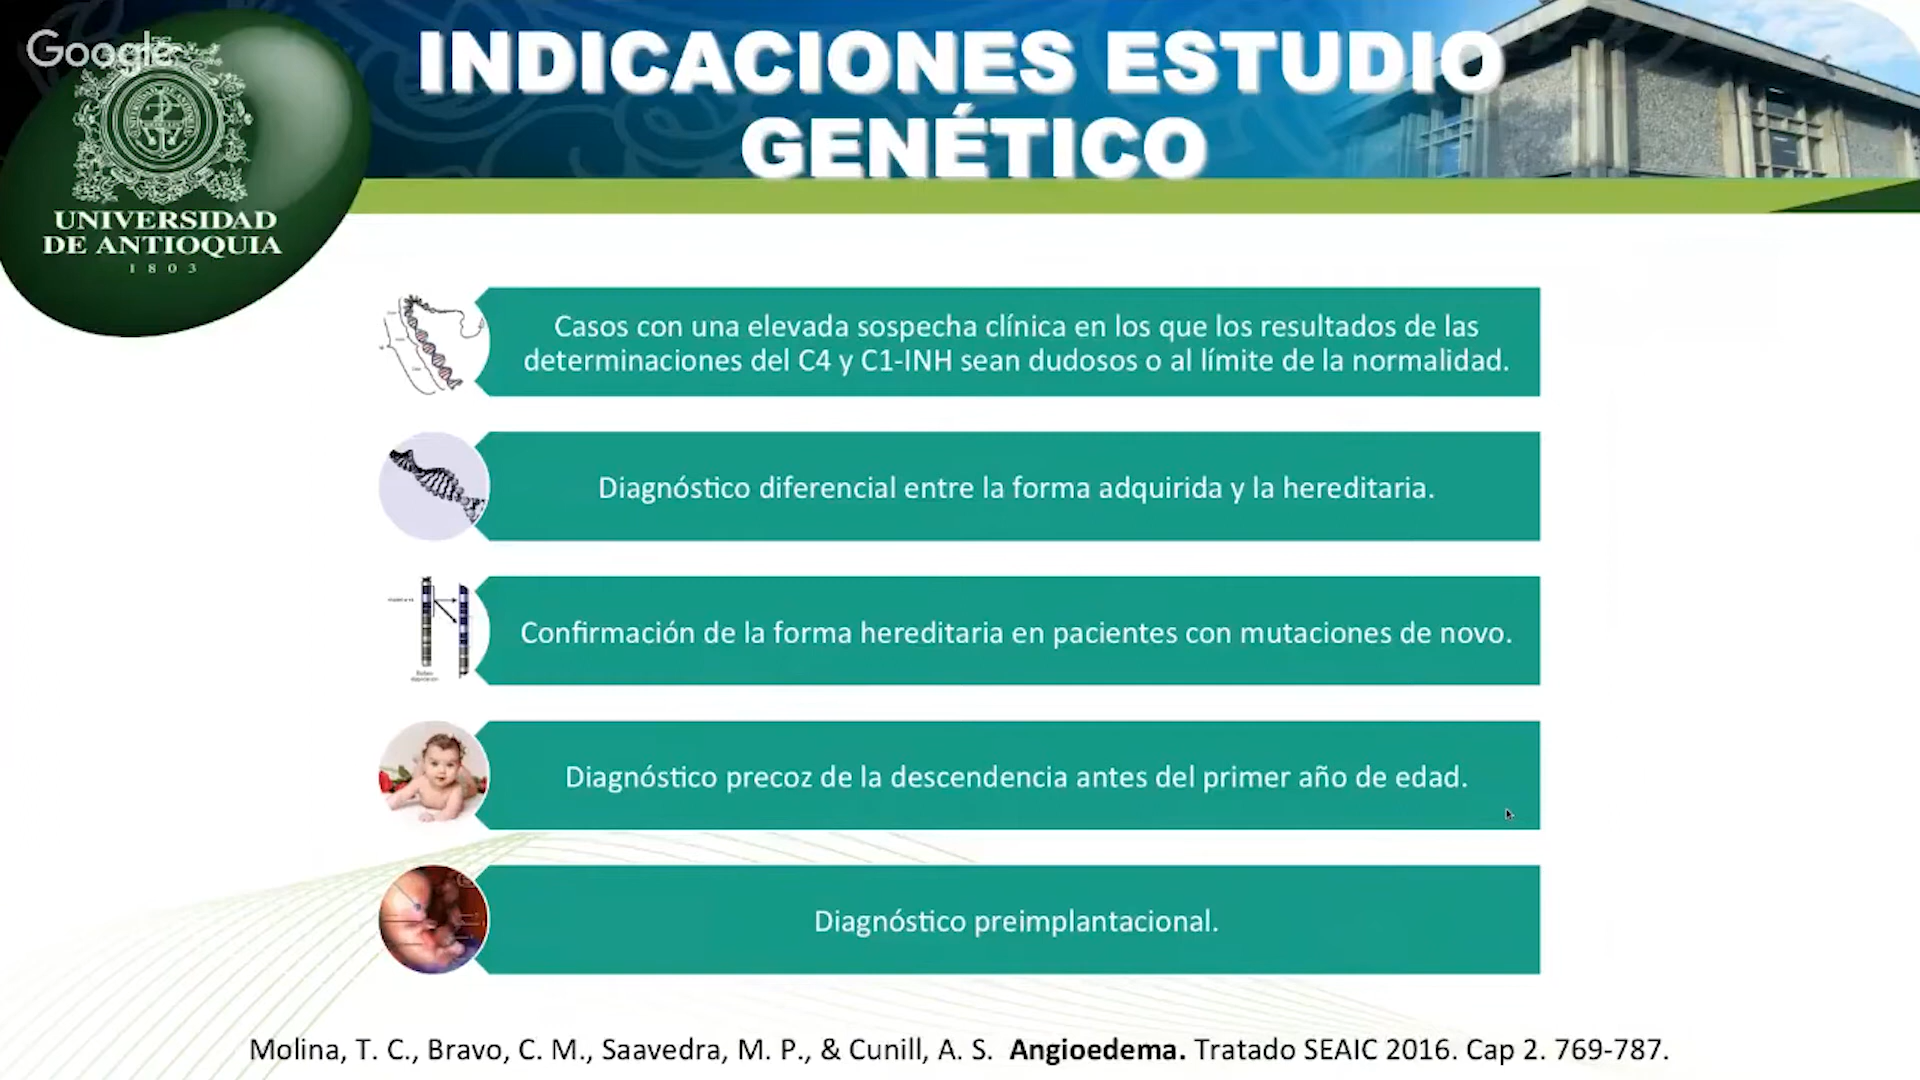 Google
INDICACIONES ESTUDIO
GENÉTICO
UNIVERSIDAD
DE ANTIOQUIA
1803
Casos con una elevada sospecha clínica en los que los resultados de las
determinaciones del C4 y C1-INH sean dudosos o al límite de la normalidad.
Diagnóstico diferencial entre la forma adquirida y la hereditaria.
Confirmación de la forma hereditaria en pacientes con mutaciones de novo.
Diagnóstico precoz de la descendencia antes del primer año de edad.
Diagnóstico preimplantacional.
Molina, T. C., Bravo, C. M., Saavedra, M. P., & Cunill, A. S. Angioedema. Tratado SEAIC 2016. Cap 2. 769-787.